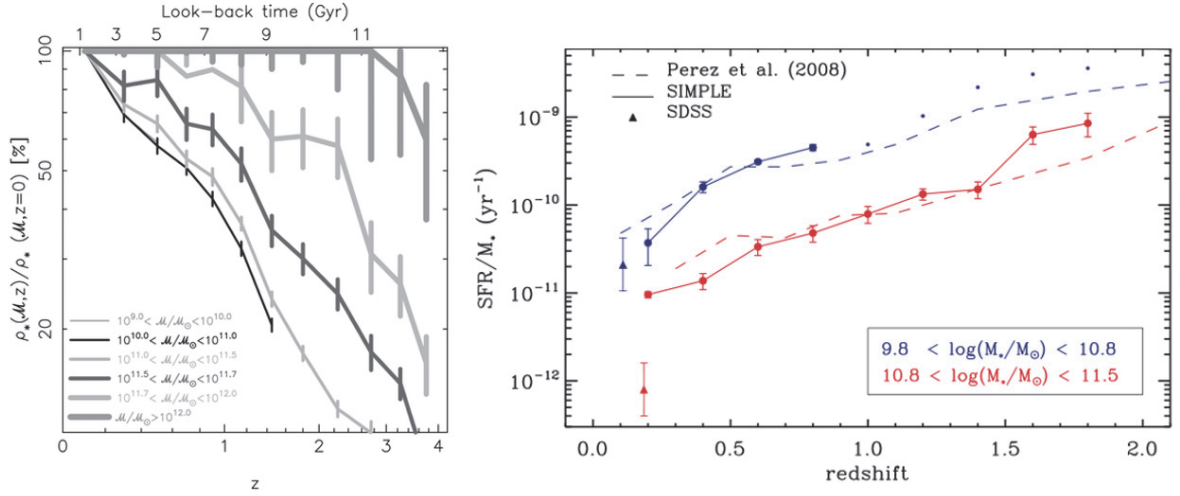 Look-back time (Gyr)
1 3 5 7 9 11
100
50
20
ρ*(ℳ,z)/ρ* (ℳ,z=0) [%]
10^9.0 < ℳ/ℳ⊙ < 10^10.0
10^10.0 < ℳ/ℳ⊙ < 10^11.0
10^11.0 < ℳ/ℳ⊙ < 10^11.5
10^11.5 < ℳ/ℳ⊙ < 10^11.7
10^11.7 < ℳ/ℳ⊙ < 10^12.0
ℳ/ℳ⊙ > 10^12.0
0 1 2 3 4
z
Perez et al. (2008)
SIMPLE
SDSS
10^-9
10^-10
10^-11
10^-12
SFR/M* (yr^-1)
9.8 < log(M*/M⊙) < 10.8
10.8 < log(M*/M⊙) < 11.5
0.0 0.5 1.0 1.5 2.0
redshift